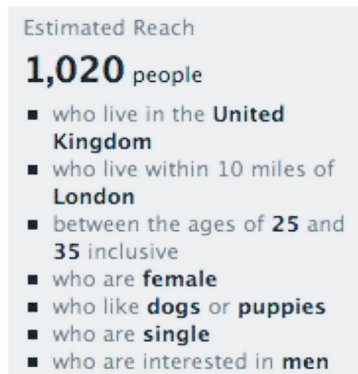 Estimated Reach
1,020 people
who live in the United
Kingdom
who live within 10 miles of
London
between the ages of 25 and
35 inclusive
who are female
who like dogs or puppies
who are single
who are interested in men